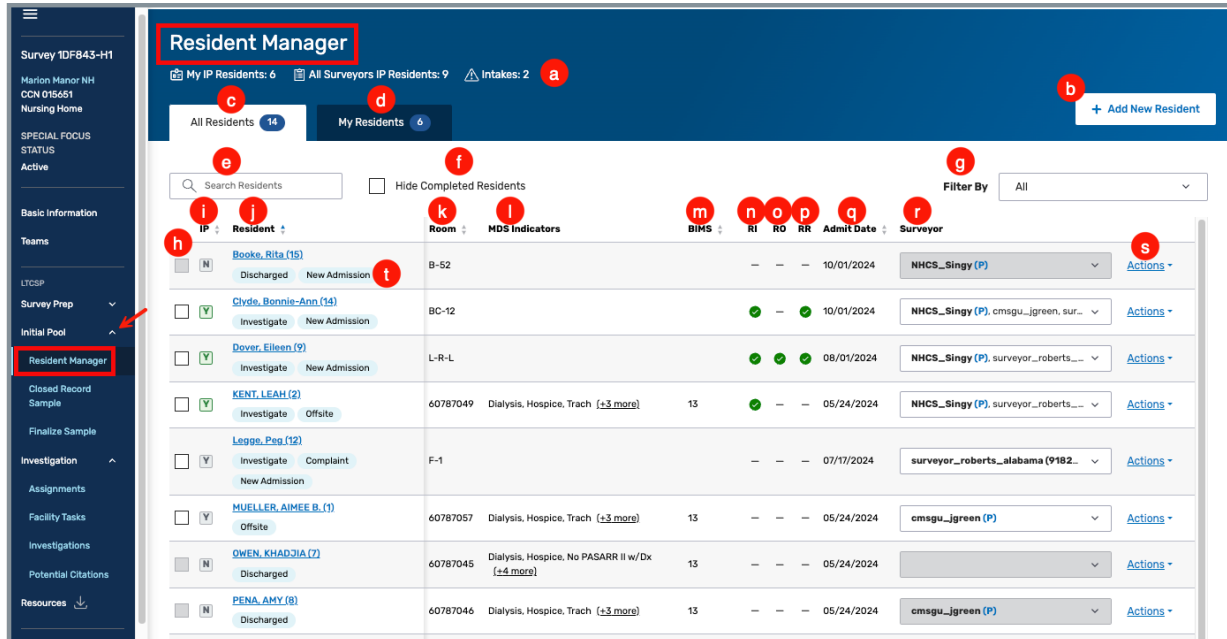 Survey 1DF843-H1
Marion Manor NH
CCN 015651
Nursing Home
SPECIAL FOCUS
STATUS
Active
Basic Information
Teams
LTCSP
Survey Prep
Initial Pool
Resident Manager
Closed Record
Sample
Finalize Sample
Investigation
Assignments
Facility Tasks
Investigations
Potential Citations
Resources
Resident Manager
My IP Residents: 6 All Surveyors IP Residents: 9 Intakes: 2 a
b
+ Add New Resident
c d
All Residents 14 My Residents 6
e f g
Search Residents Hide Completed Residents Filter By All
h i j k l m n o p q r s
IP Resident Room MDS Indicators BIMS RI RO RR Admit Date Surveyor
N Booke, Rita (15) B-52 – – – 10/01/2024 NHCS_Singy (P) Actions
Discharged New Admission t
Y Clyde, Bonnie-Ann (14) BC-12 – 10/01/2024 NHCS_Singy (P), cmsgu_jgreen, sur... Actions
Investigate New Admission
Y Dover, Eileen (9) L-R-L 08/01/2024 NHCS_Singy (P), surveyor_roberts_... Actions
Investigate New Admission
Y KENT, LEAH (2) 60787049 Dialysis, Hospice, Trach (+3 more) 13 – – 05/24/2024 NHCS_Singy (P), surveyor_roberts_... Actions
Investigate Offsite
Y Legge, Peg (12) F-1 – – – 07/17/2024 surveyor_roberts_alabama (9182... Actions
Investigate Complaint
New Admission
Y MUELLER, AIMEE B. (1) 60787057 Dialysis, Hospice, Trach (+3 more) 13 – – – 05/24/2024 cmsgu_jgreen (P) Actions
Offsite
N OWEN, KHADJIA (7) 60787045 Dialysis, Hospice, No PASARR II w/Dx (+4 more) 13 – – – 05/24/2024 Actions
Discharged
N PENA, AMY (8) 60787046 Dialysis, Hospice, Trach (+3 more) 13 – – – 05/24/2024 cmsgu_jgreen (P) Actions
Discharged